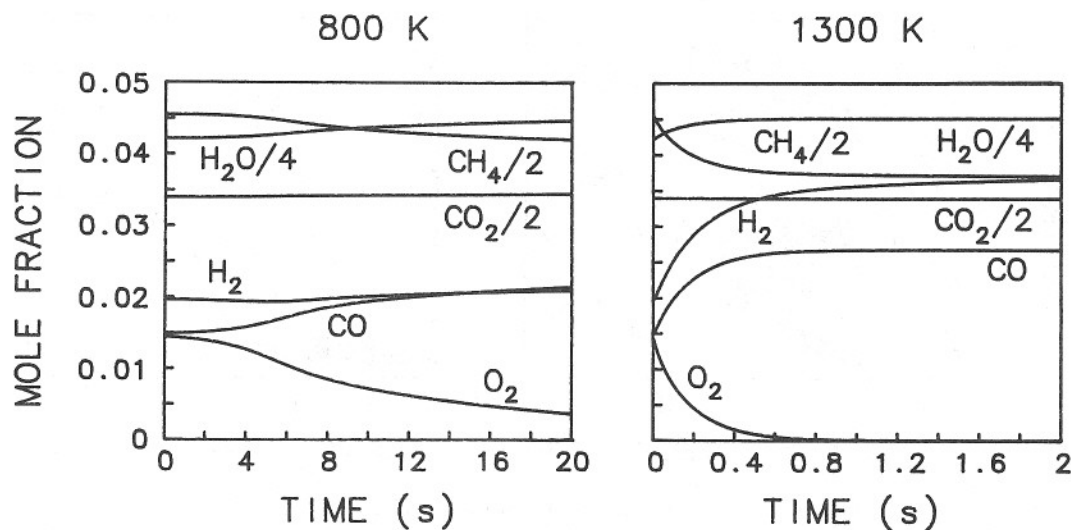 800 K
1300 K
MOLE FRACTION
0.05
0.04
0.03
0.02
0.01
0
H₂O/4
CH₄/2
CO₂/2
H₂
CO
O₂
0 4 8 12 16 20
TIME (s)
CH₄/2
H₂O/4
H₂
CO₂/2
CO
O₂
0 0.4 0.8 1.2 1.6 2
TIME (s)